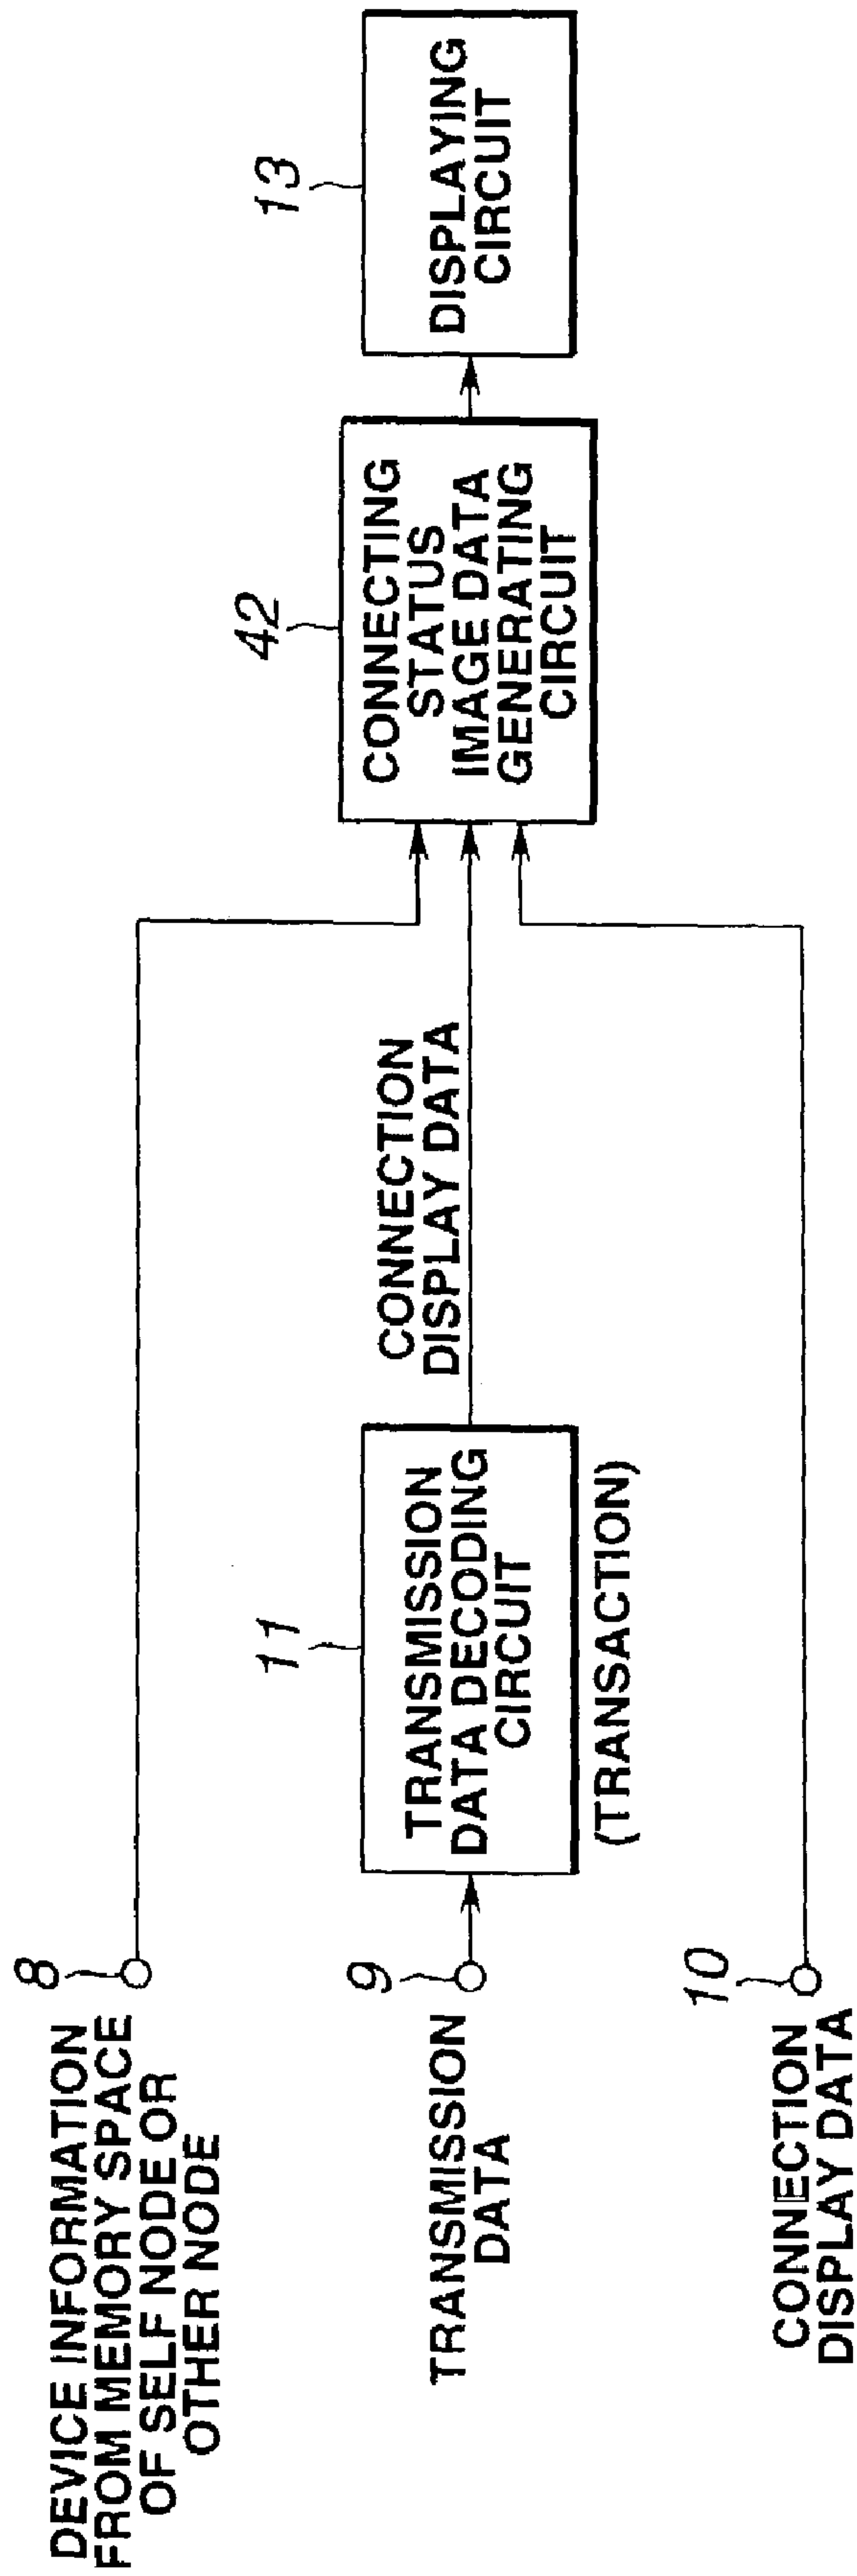 DEVICE INFORMATION
FROM MEMORY SPACE
OF SELF NODE OR
OTHER NODE
8
TRANSMISSION
DATA
9
11
TRANSMISSION
DATA DECODING
CIRCUIT
(TRANSACTION)
CONNECTION
DISPLAY DATA
42
CONNECTING
STATUS
IMAGE DATA
GENERATING
CIRCUIT
13
DISPLAYING
CIRCUIT
CONNECTION
DISPLAY DATA
10